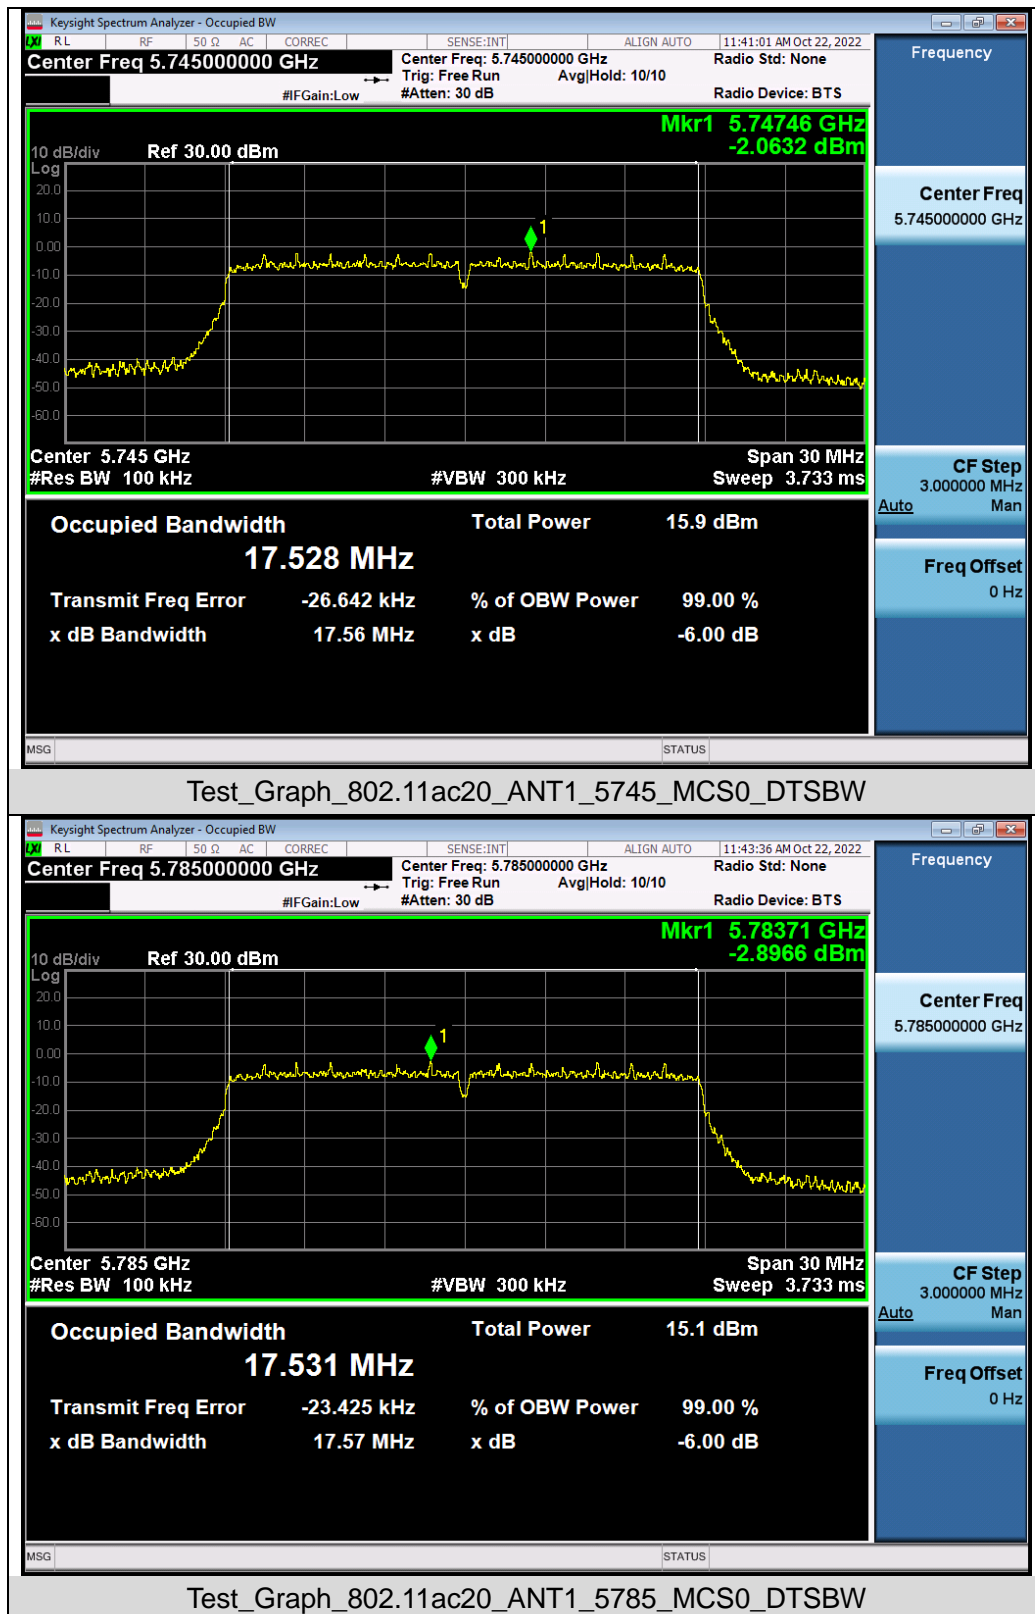 Keysight Spectrum Analyzer - Occupied BW
LXI RL RF 50 Ω AC CORREC SENSE:INT ALIGN AUTO 11:41:01 AM Oct 22, 2022
Center Freq 5.745000000 GHz Center Freq: 5.745000000 GHz Radio Std: None Frequency
Trig: Free Run Avg|Hold: 10/10
#IFGain:Low #Atten: 30 dB Radio Device: BTS
Mkr1 5.74746 GHz
10 dB/div Ref 30.00 dBm -2.0632 dBm
Log
20.0
Center Freq
5.745000000 GHz
10.0
1
0.00
-10.0
-20.0
-30.0
-40.0
-50.0
-60.0
Center 5.745 GHz Span 30 MHz
#Res BW 100 kHz #VBW 300 kHz Sweep 3.733 ms
CF Step
3.000000 MHz
Auto Man
Occupied Bandwidth Total Power 15.9 dBm
17.528 MHz
Freq Offset
0 Hz
Transmit Freq Error -26.642 kHz % of OBW Power 99.00 %
x dB Bandwidth 17.56 MHz x dB -6.00 dB
MSG STATUS
Test_Graph_802.11ac20_ANT1_5745_MCS0_DTSBW
Keysight Spectrum Analyzer - Occupied BW
LXI RL RF 50 Ω AC CORREC SENSE:INT ALIGN AUTO 11:43:36 AM Oct 22, 2022
Center Freq 5.785000000 GHz Center Freq: 5.785000000 GHz Radio Std: None Frequency
Trig: Free Run Avg|Hold: 10/10
#IFGain:Low #Atten: 30 dB Radio Device: BTS
Mkr1 5.78371 GHz
10 dB/div Ref 30.00 dBm -2.8966 dBm
Log
20.0
Center Freq
5.785000000 GHz
10.0
1
0.00
-10.0
-20.0
-30.0
-40.0
-50.0
-60.0
Center 5.785 GHz Span 30 MHz
#Res BW 100 kHz #VBW 300 kHz Sweep 3.733 ms
CF Step
3.000000 MHz
Auto Man
Occupied Bandwidth Total Power 15.1 dBm
17.531 MHz
Freq Offset
0 Hz
Transmit Freq Error -23.425 kHz % of OBW Power 99.00 %
x dB Bandwidth 17.57 MHz x dB -6.00 dB
MSG STATUS
Test_Graph_802.11ac20_ANT1_5785_MCS0_DTSBW